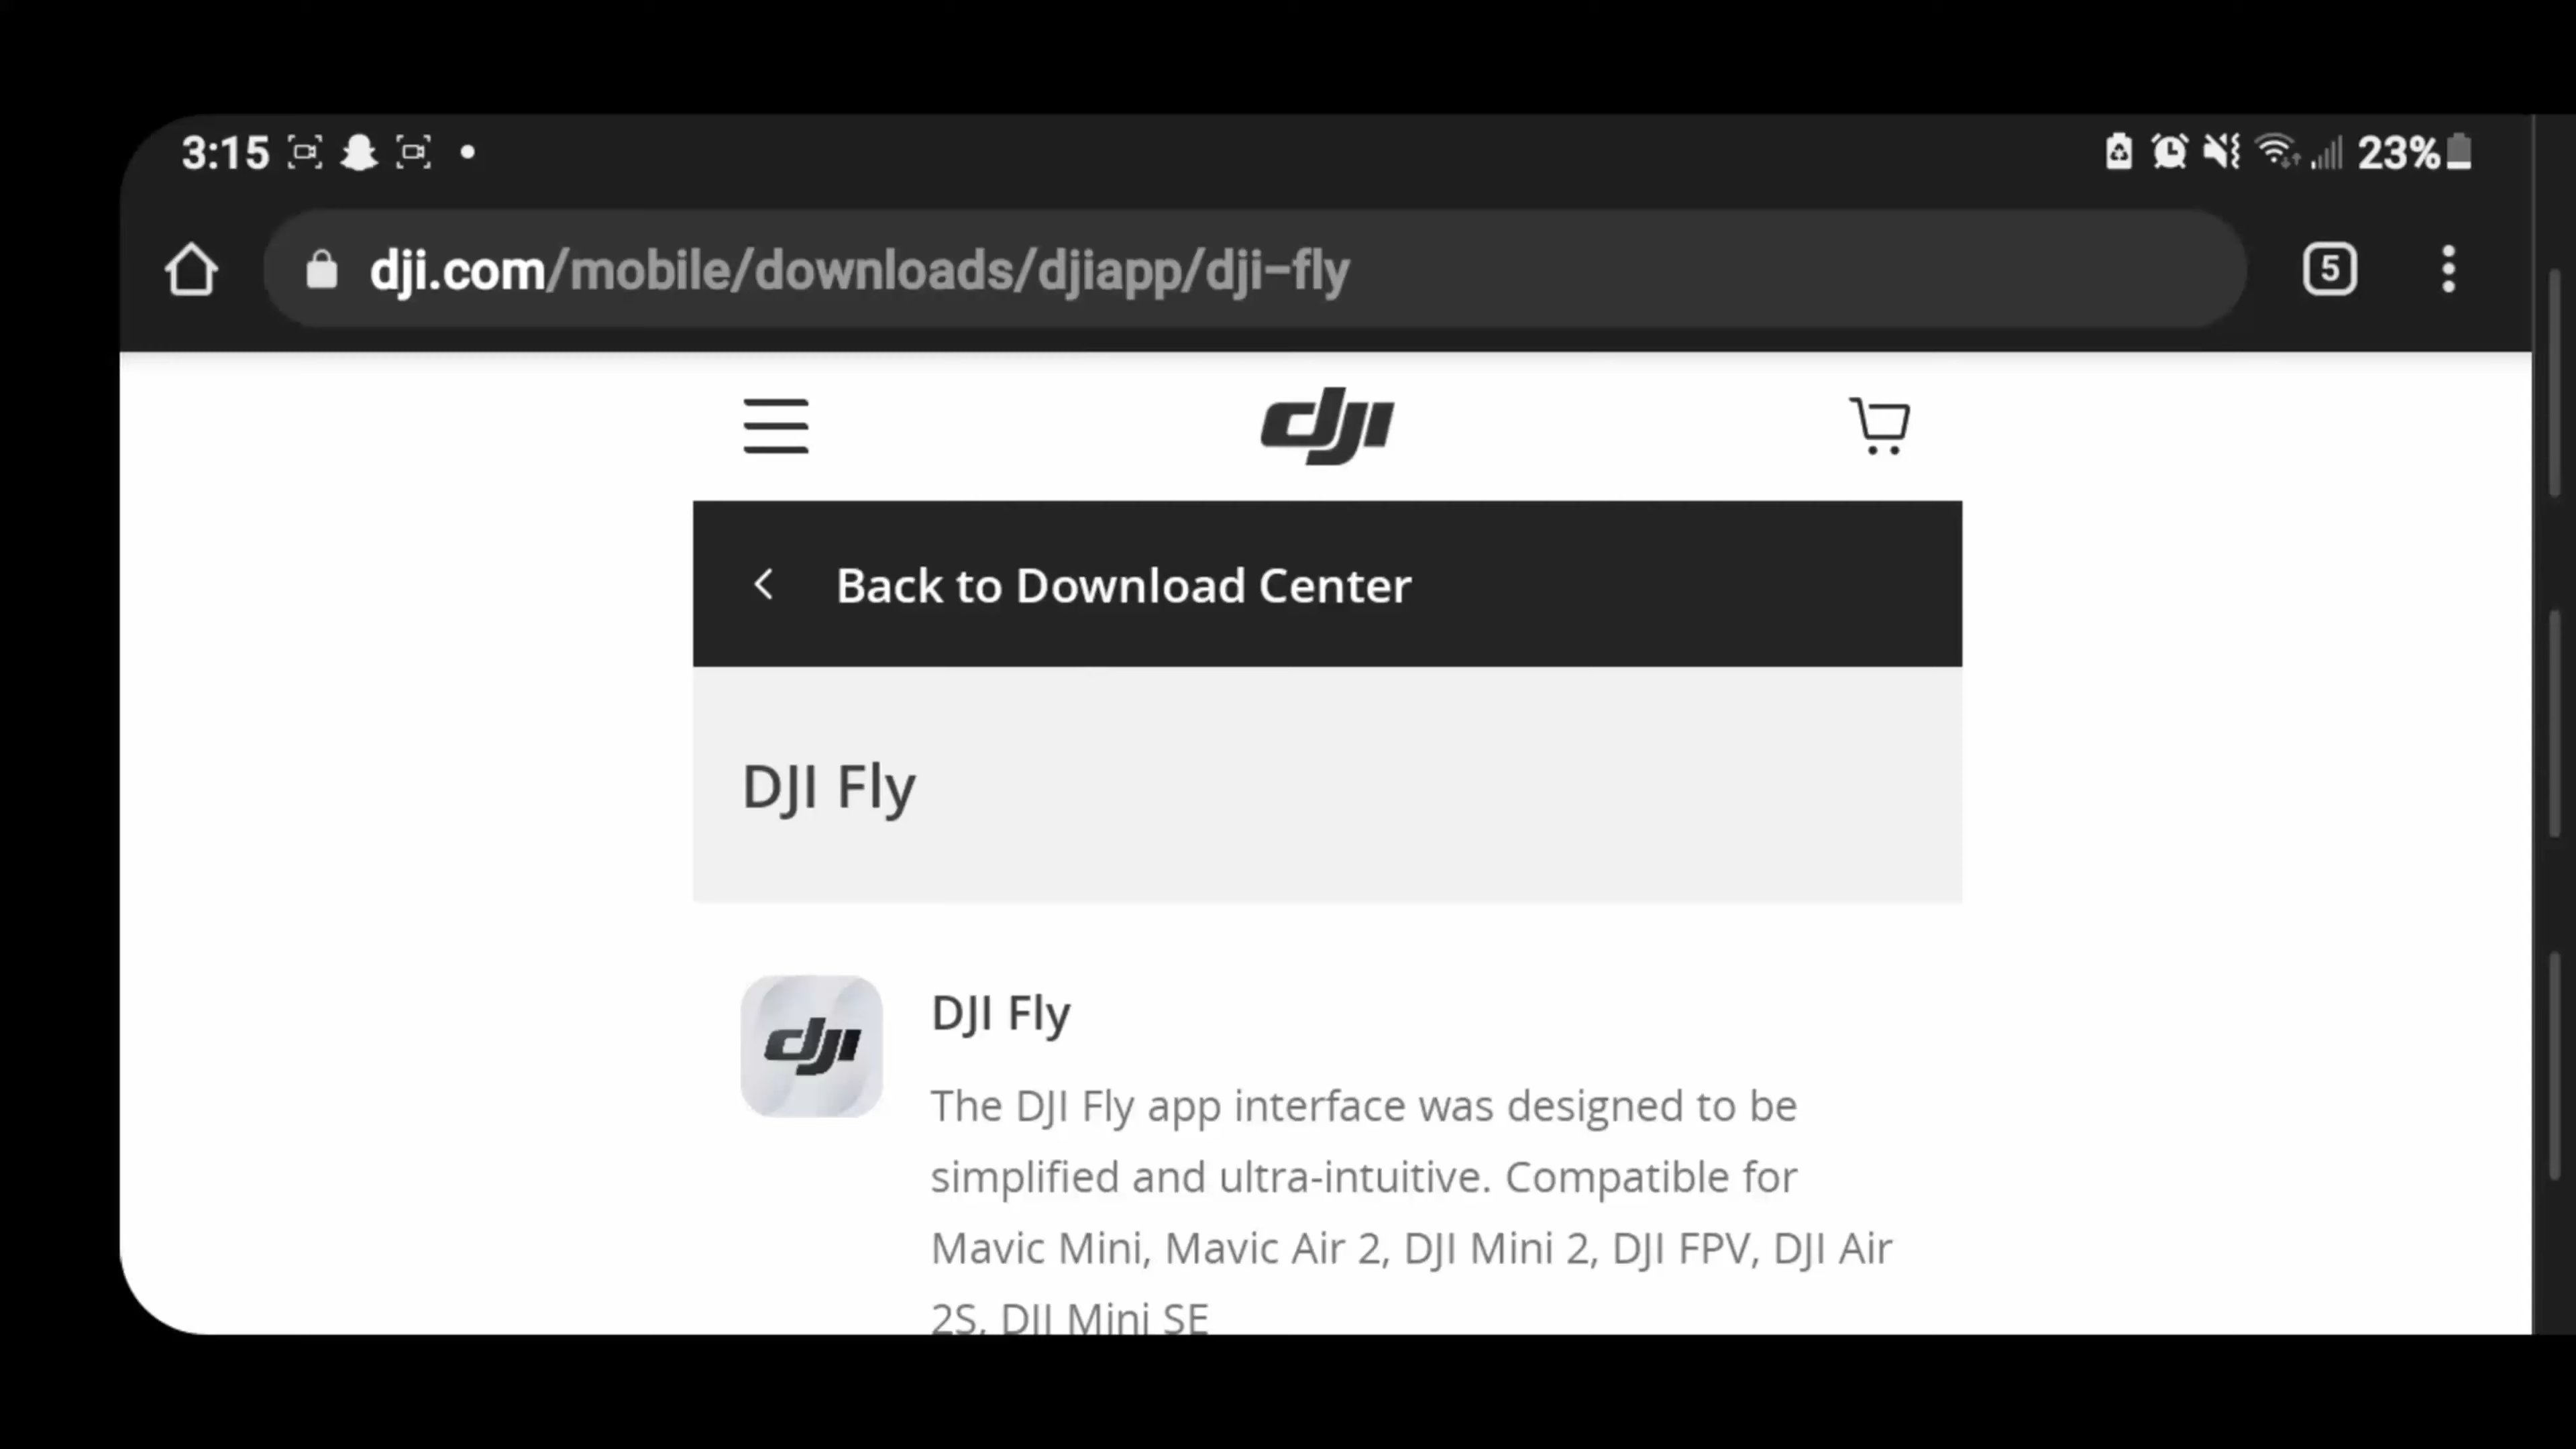 3:15
23%
dji.com/mobile/downloads/djiapp/dji-fly
5
dji
Back to Download Center
DJI Fly
dji
DJI Fly
The DJI Fly app interface was designed to be
simplified and ultra-intuitive. Compatible for
Mavic Mini, Mavic Air 2, DJI Mini 2, DJI FPV, DJI Air
2S, DJI Mini SE